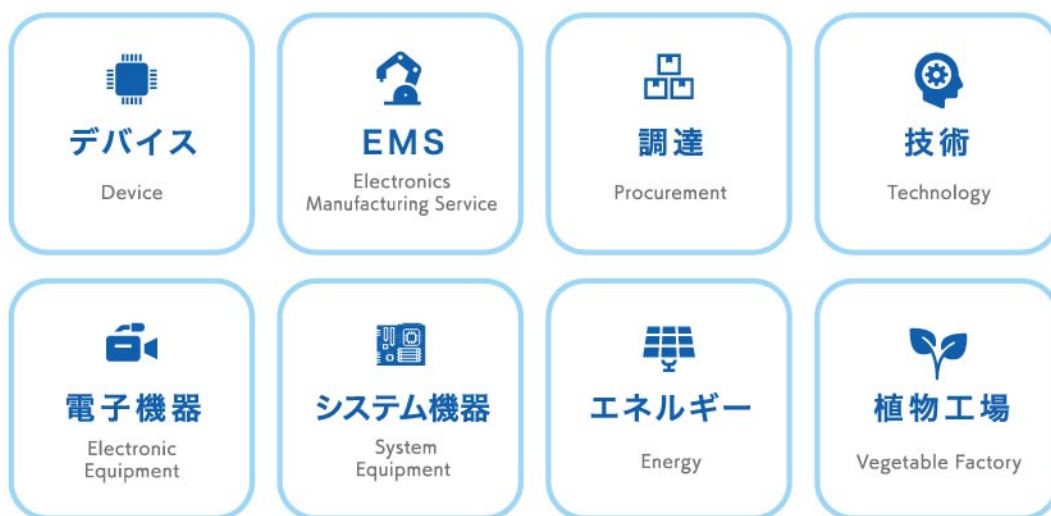 デバイス
Device
EMS
Electronics
Manufacturing Service
調達
Procurement
技術
Technology
電子機器
Electronic
Equipment
システム機器
System
Equipment
エネルギー
Energy
植物工場
Vegetable Factory